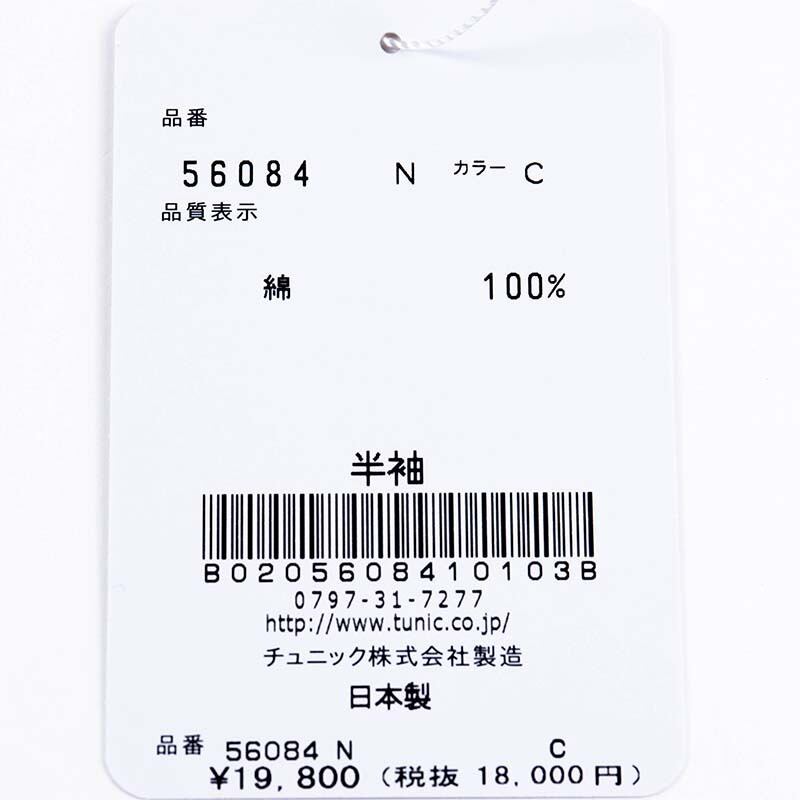 品番
56084 N カラー C
品質表示
綿 100%
半袖
B0205608410103B
0797-31-7277
http://www.tunic.co.jp/
チュニック株式会社製造
日本製
品番 56084 N C
¥19,800 (税抜 18,000円)